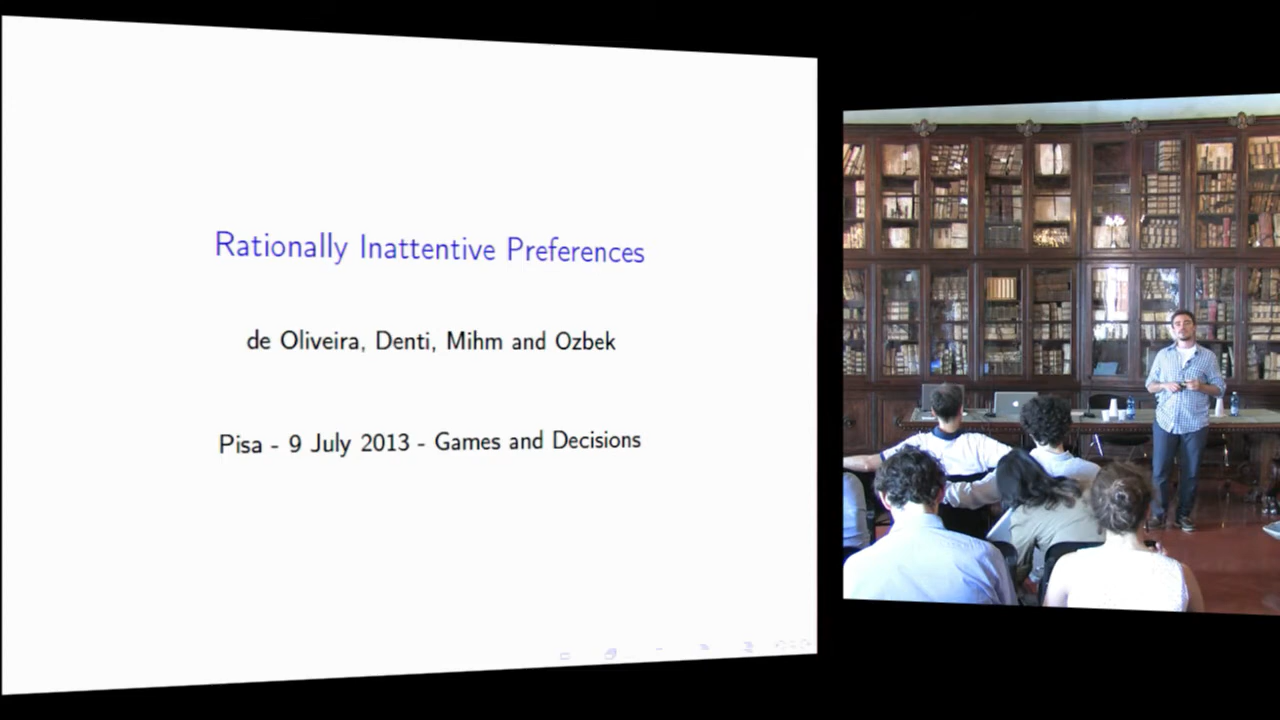 Rationally Inattentive Preferences
de Oliveira, Denti, Mihm and Ozbek
Pisa - 9 July 2013 - Games and Decisions